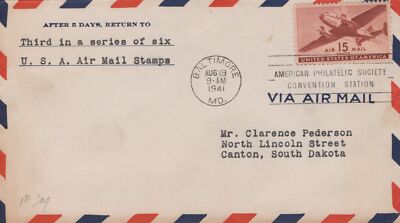 AFTER 5 DAYS, RETURN TO
Third in a series of six
U. S. A. Air Mail Stamps
BALTIMORE
AUG 19
9-AM
1941
MD.
AIR 15 MAIL
CENTS
UNITED STATES OF AMERICA
AMERICAN PHILATELIC SOCIETY
CONVENTION STATION
VIA AIR MAIL
Mr. Clarence Pederson
North Lincoln Street
Canton, South Dakota